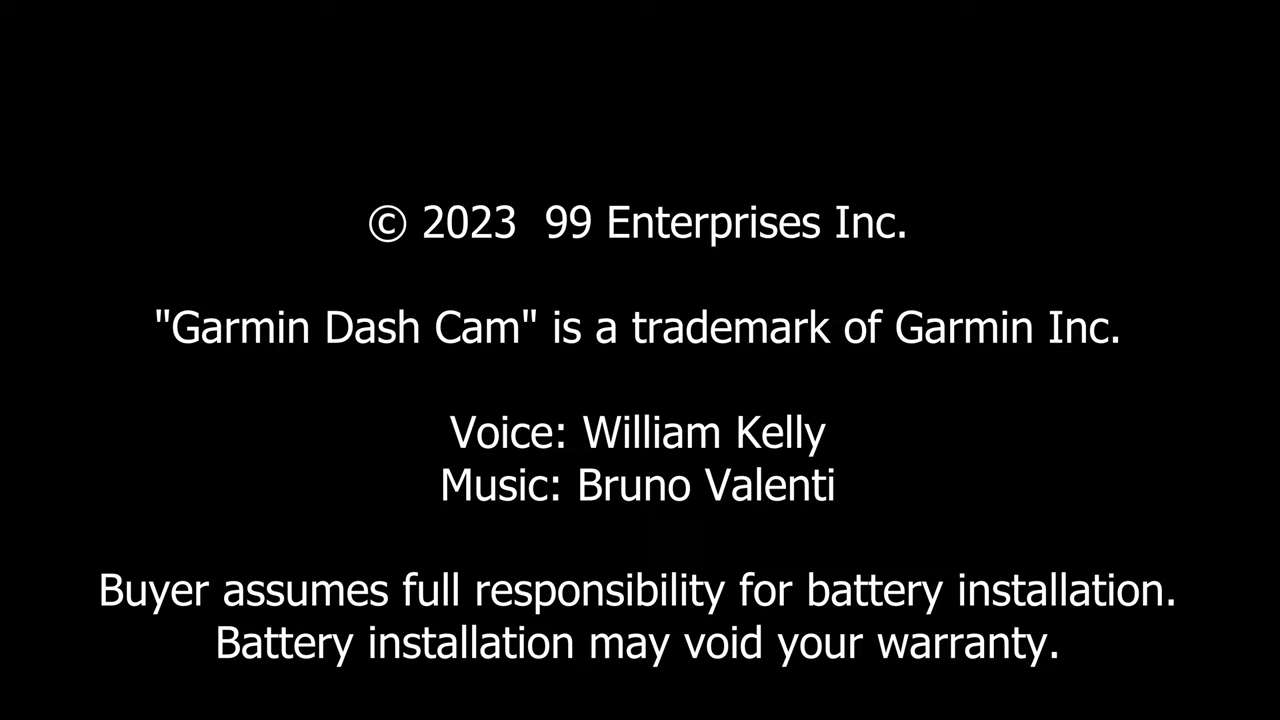 © 2023  99 Enterprises Inc.
"Garmin Dash Cam" is a trademark of Garmin Inc.
Voice: William Kelly
Music: Bruno Valenti
Buyer assumes full responsibility for battery installation.
Battery installation may void your warranty.